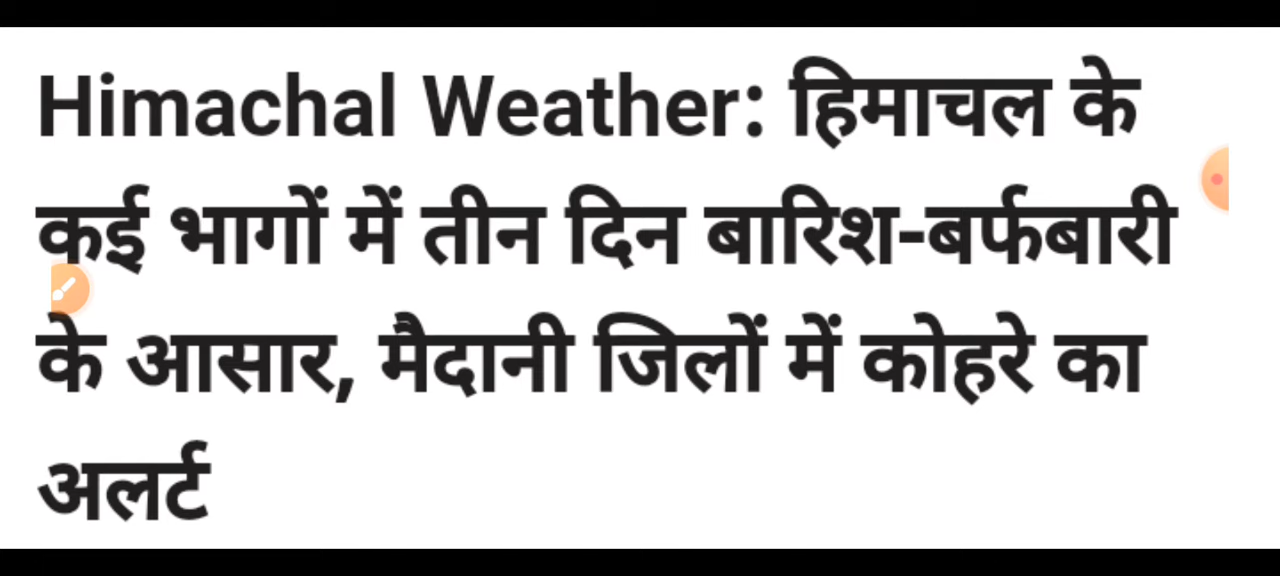 Himachal Weather: हिमाचल के
कई भागों में तीन दिन बारिश-बर्फबारी
के आसार, मैदानी जिलों में कोहरे का
अलर्ट